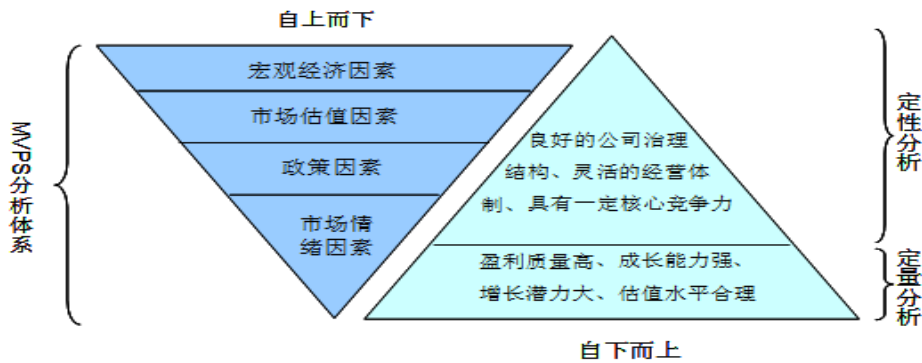 自上而下
MVPS分析体系
宏观经济因素
市场估值因素
政策因素
市场情
绪因素
良好的公司治理
结构、灵活的经营体
制、具有一定核心竞争力
盈利质量高、成长能力强、
增长潜力大、估值水平合理
定性分析
定量分析
自下而上